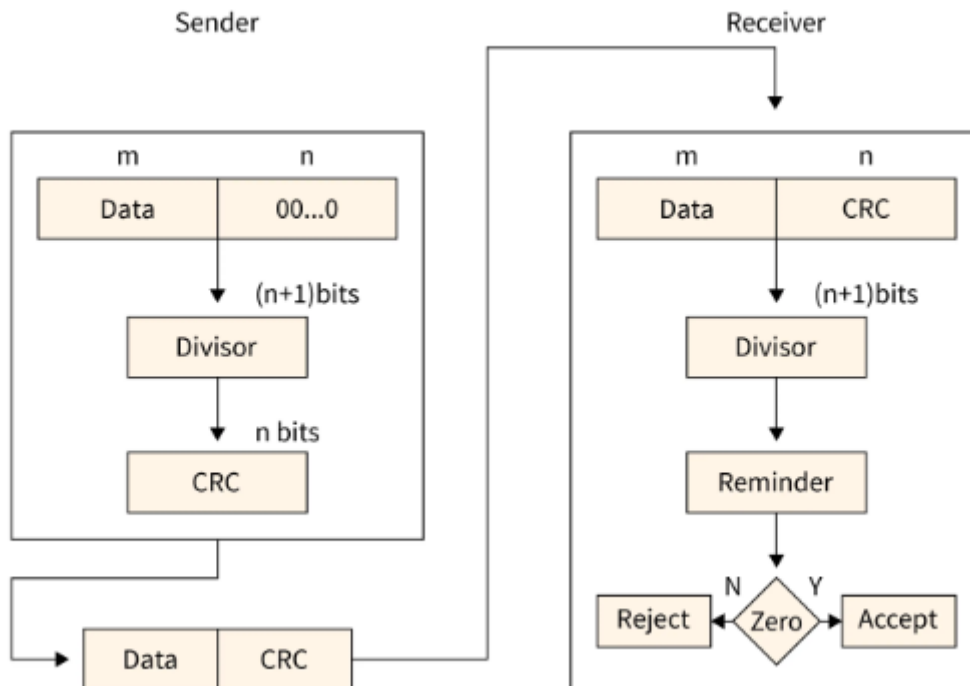 Sender
Receiver
m n
Data 00...0
(n+1)bits
Divisor
n bits
CRC
Data CRC
m n
Data CRC
(n+1)bits
Divisor
Reminder
N Y
Reject Zero Accept